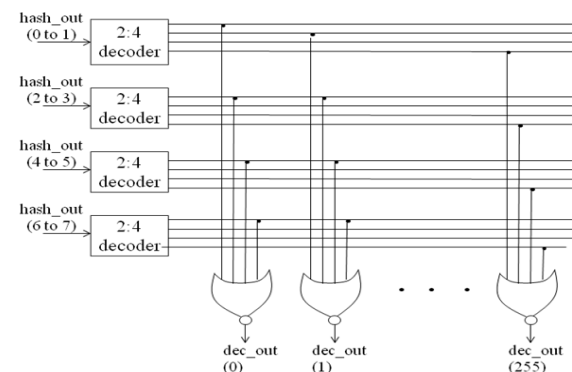 hash_out
(0 to 1)
2:4
decoder
hash_out
(2 to 3)
2:4
decoder
hash_out
(4 to 5)
2:4
decoder
hash_out
(6 to 7)
2:4
decoder
dec_out
(0)
dec_out
(1)
dec_out
(255)